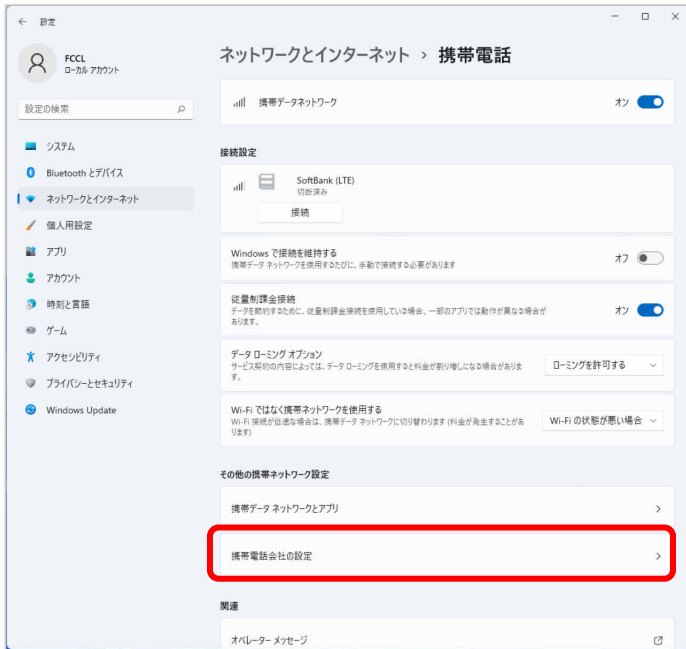 設定
FCCL
ローカル アカウント
設定の検索
システム
Bluetooth とデバイス
ネットワークとインターネット
個人用設定
アプリ
アカウント
時刻と言語
ゲーム
アクセシビリティ
プライバシーとセキュリティ
Windows Update
ネットワークとインターネット › 携帯電話
携帯データネットワーク
オン
接続設定
SoftBank (LTE)
切断済み
接続
Windows で接続を維持する
携帯データ ネットワークを使用するたびに、手動で接続する必要があります
オフ
従量制課金接続
データを節約するために、従量制課金接続を使用している場合、一部のアプリでは動作が異なる場合が
あります。
オン
データ ローミング オプション
サービス契約の内容によっては、データ ローミングを使用すると料金が割り増しになる場合がありま
す。
ローミングを許可する
Wi-Fi ではなく携帯ネットワークを使用する
Wi-Fi 接続が低速な場合は、携帯データ ネットワークに切り替わります (料金が発生することがあ
ります)
Wi-Fi の状態が悪い場合
その他の携帯ネットワーク設定
携帯データ ネットワークとアプリ
携帯電話会社の設定
関連
オペレーター メッセージ